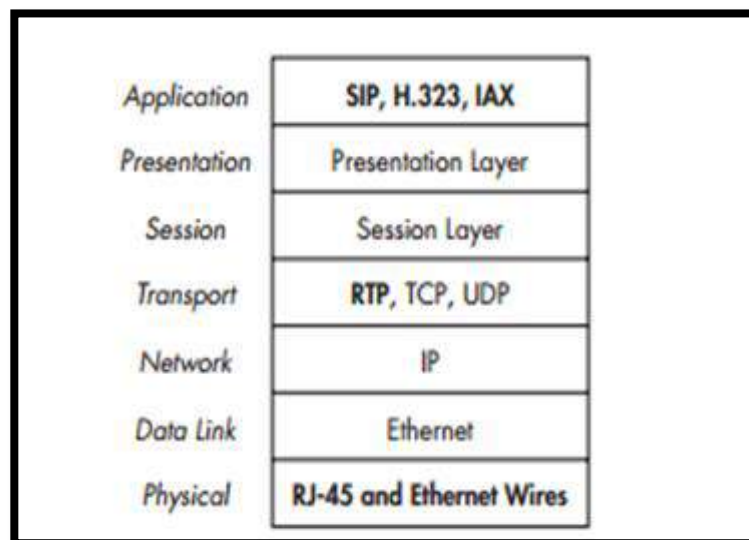 Application SIP, H.323, IAX
Presentation Presentation Layer
Session Session Layer
Transport RTP, TCP, UDP
Network IP
Data Link Ethernet
Physical RJ-45 and Ethernet Wires